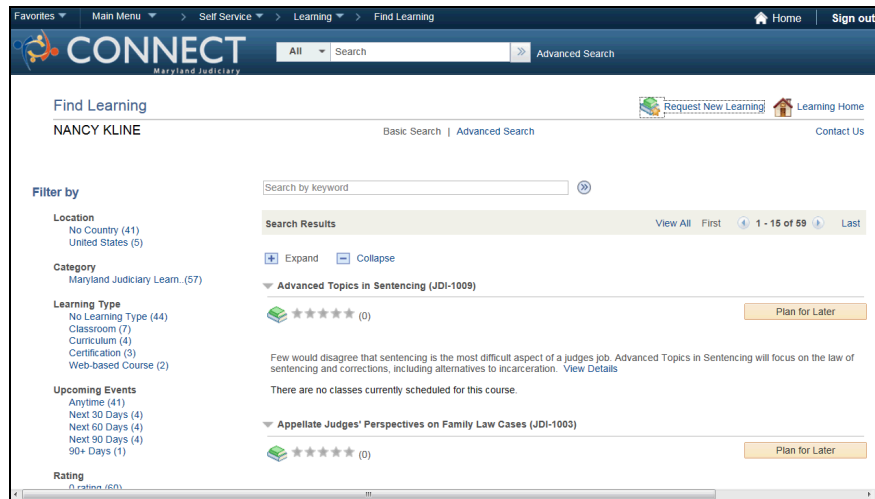 Favorites Main Menu > Self Service > Learning > Find Learning Home Sign out
CONNECT
Maryland Judiciary
All Search Advanced Search
Find Learning Request New Learning Learning Home
NANCY KLINE Basic Search | Advanced Search Contact Us
Search by keyword
Filter by
Location
No Country (41)
United States (5)
Category
Maryland Judiciary Learn..(57)
Learning Type
No Learning Type (44)
Classroom (7)
Curriculum (4)
Certification (3)
Web-based Course (2)
Upcoming Events
Anytime (41)
Next 30 Days (4)
Next 60 Days (4)
Next 90 Days (4)
90+ Days (1)
Rating
0 rating (60)
Search Results View All First 1 - 15 of 59 Last
Expand Collapse
Advanced Topics in Sentencing (JDI-1009)
(0) Plan for Later
Few would disagree that sentencing is the most difficult aspect of a judges job. Advanced Topics in Sentencing will focus on the law of
sentencing and corrections, including alternatives to incarceration. View Details
There are no classes currently scheduled for this course.
Appellate Judges' Perspectives on Family Law Cases (JDI-1003)
(0) Plan for Later